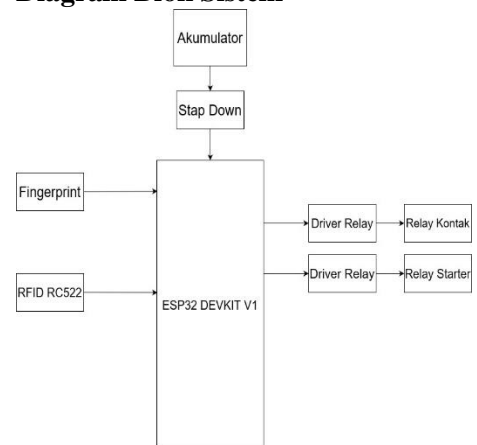 Diagram Blok Sistem
Akumulator
Stap Down
Fingerprint
RFID RC522
ESP32 DEVKIT V1
Driver Relay
Relay Kontak
Driver Relay
Relay Starter